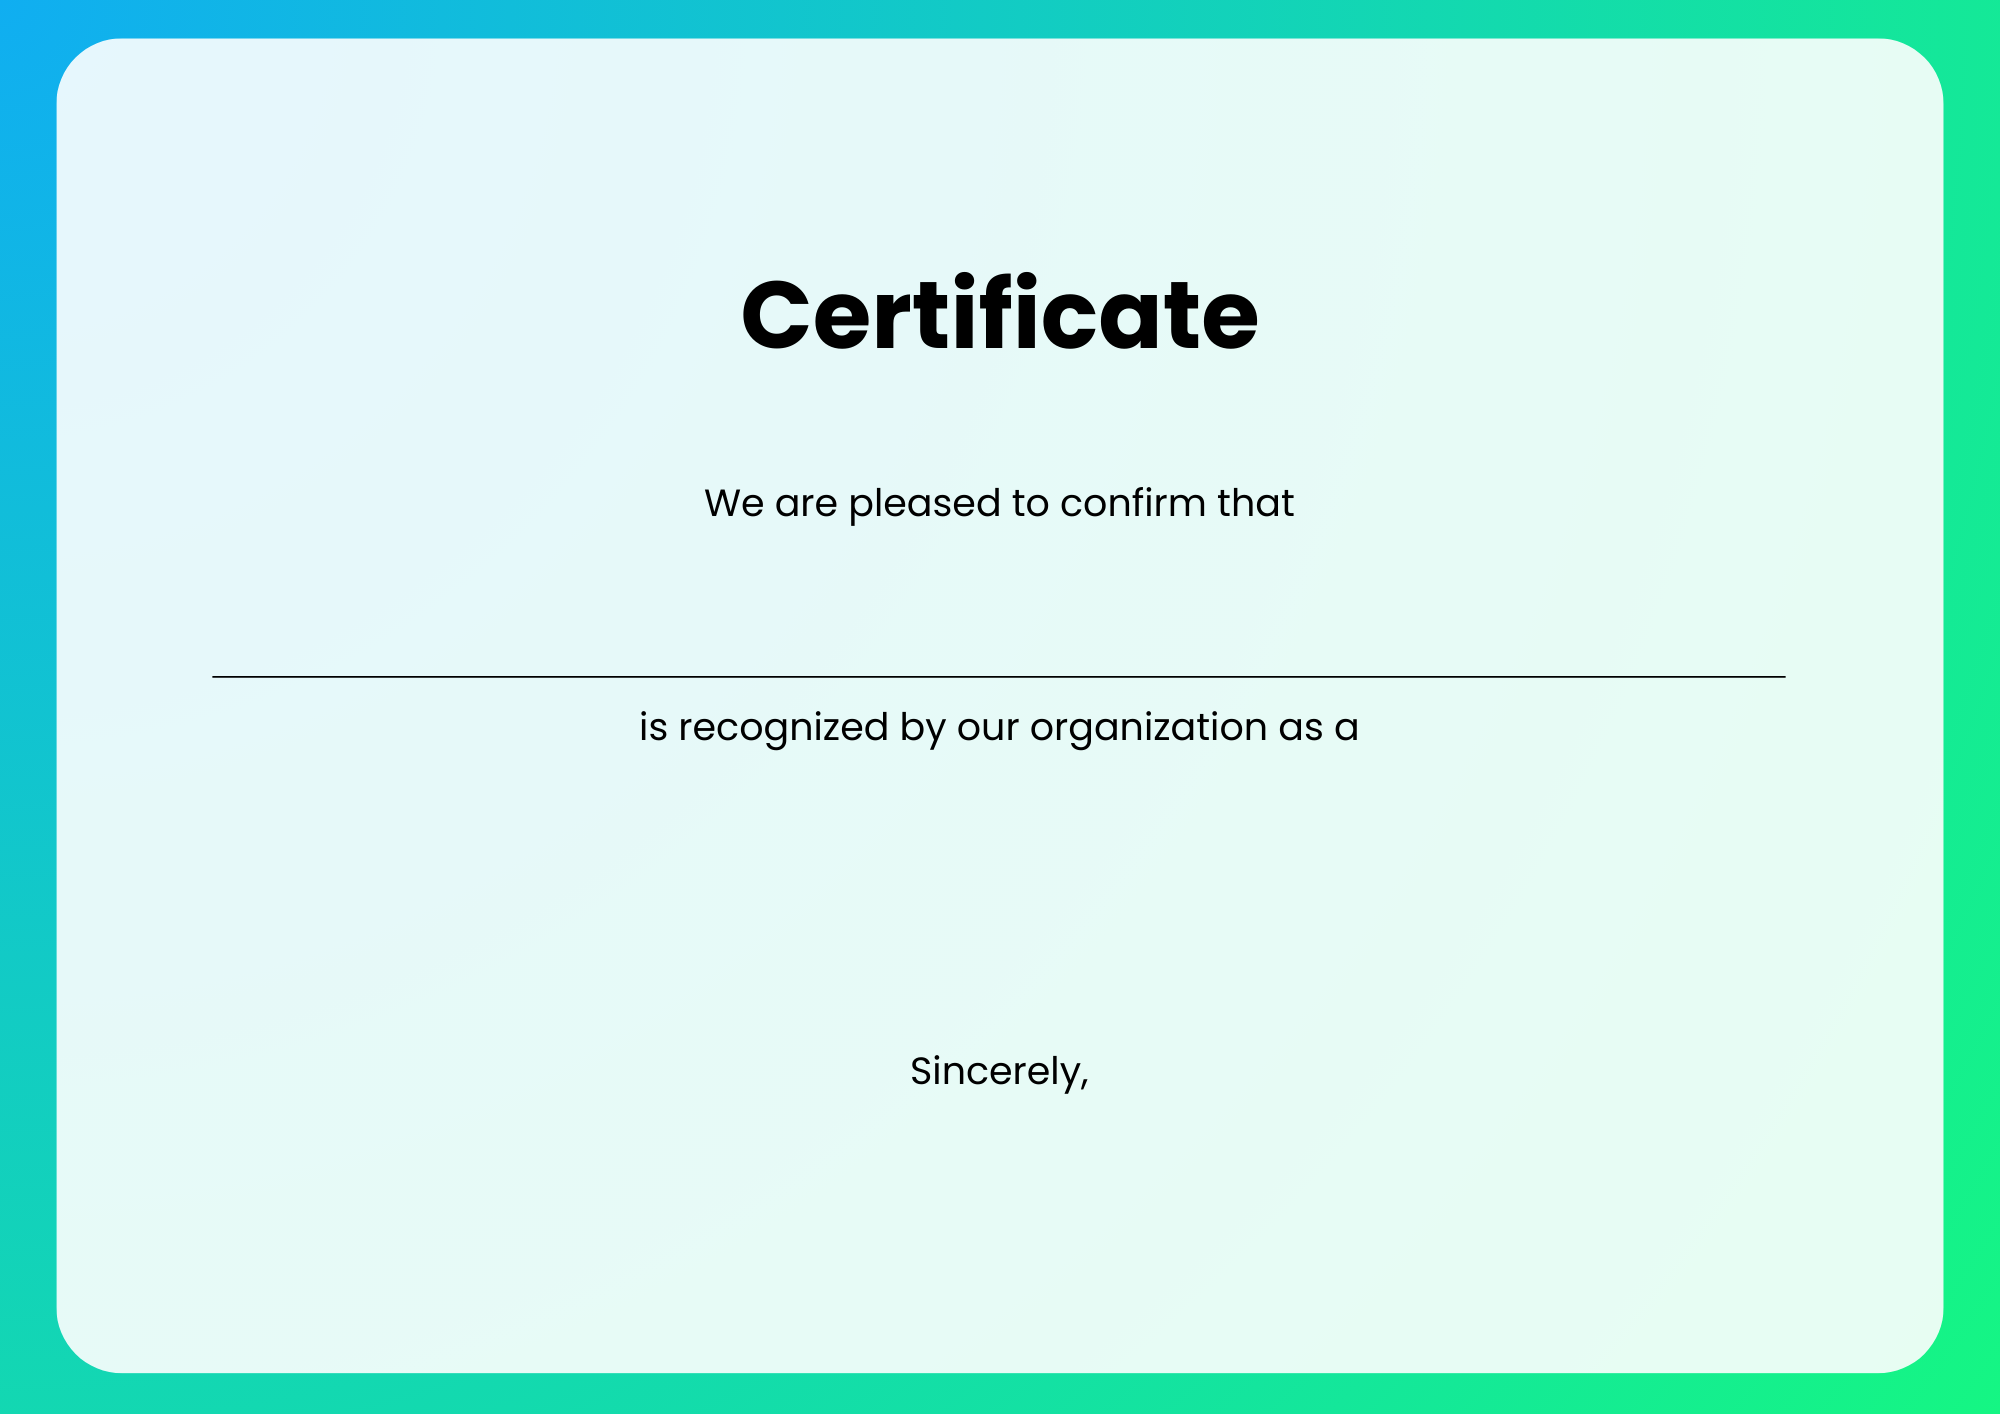 Certificate
We are pleased to confirm that
is recognized by our organization as a
Sincerely,